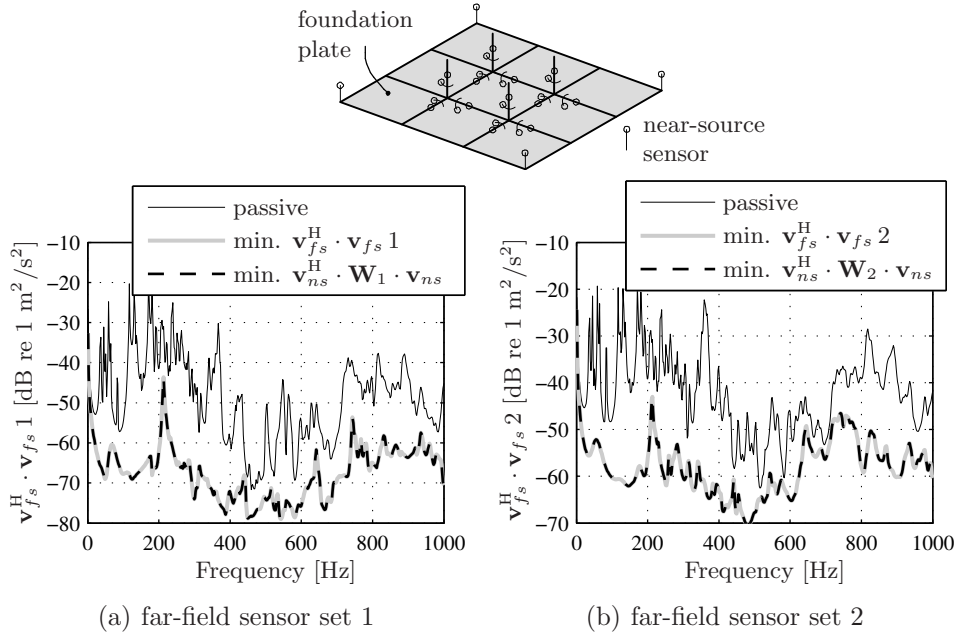 foundation
plate
near-source
sensor
passive
min. v_fs^H · v_fs 1
min. v_ns^H · W_1 · v_ns
v_fs^H · v_fs 1 [dB re 1 m²/s²]
−10
−20
−30
−40
−50
−60
−70
−80
0
200
400
600
800
1000
Frequency [Hz]
(a) far-field sensor set 1
passive
min. v_fs^H · v_fs 2
min. v_ns^H · W_2 · v_ns
v_fs^H · v_fs 2 [dB re 1 m²/s²]
−10
−20
−30
−40
−50
−60
−70
0
200
400
600
800
1000
Frequency [Hz]
(b) far-field sensor set 2